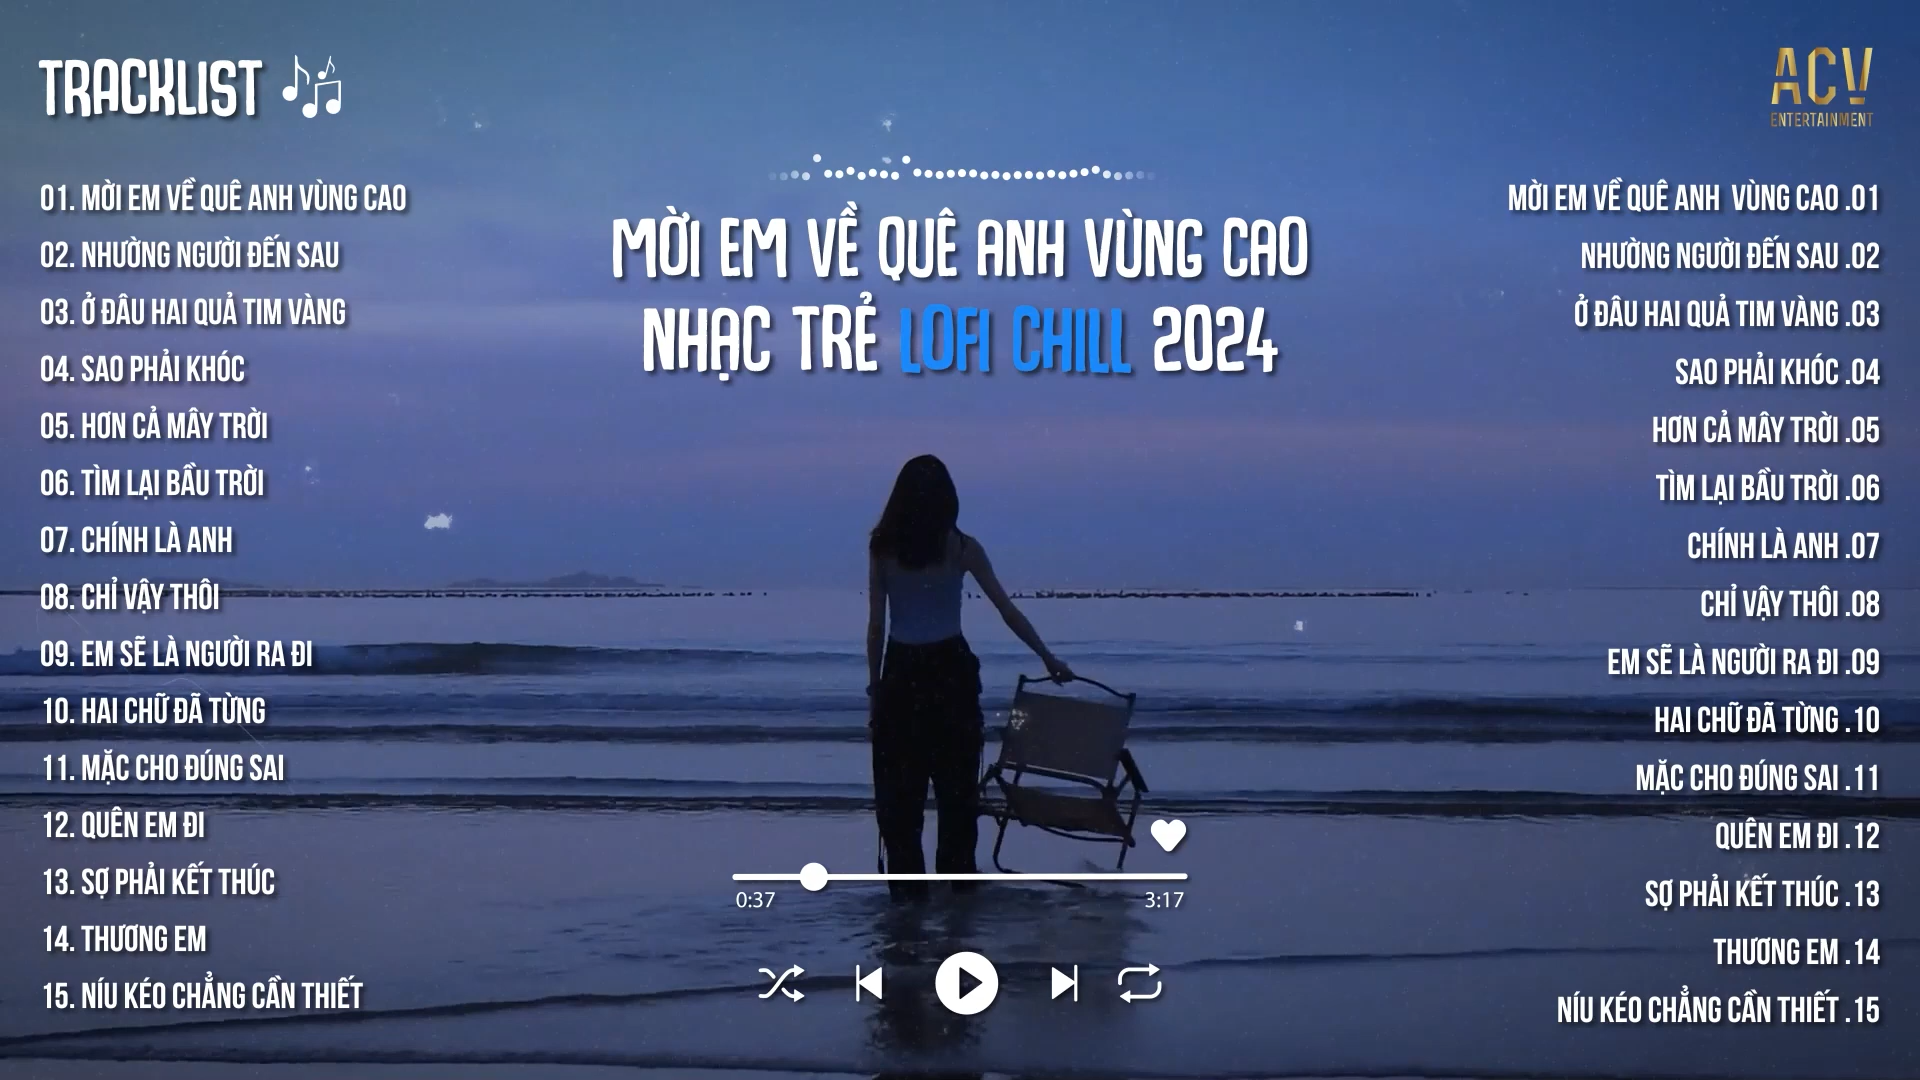 TRACKLIST
ACV
ENTERTAINMENT
01. MỜI EM VỀ QUÊ ANH VÙNG CAO
02. NHƯỜNG NGƯỜI ĐẾN SAU
03. Ở ĐÂU HAI QUẢ TIM VÀNG
04. SAO PHẢI KHÓC
05. HƠN CẢ MÂY TRỜI
06. TÌM LẠI BẦU TRỜI
07. CHÍNH LÀ ANH
08. CHỈ VẬY THÔI
09. EM SẼ LÀ NGƯỜI RA ĐI
10. HAI CHỮ ĐÃ TỪNG
11. MẶC CHO ĐÚNG SAI
12. QUÊN EM ĐI
13. SỢ PHẢI KẾT THÚC
14. THƯƠNG EM
15. NÍU KÉO CHẲNG CẦN THIẾT
MỜI EM VỀ QUÊ ANH VÙNG CAO
NHẠC TRẺ LOFI CHILL 2024
0:37
3:17
MỜI EM VỀ QUÊ ANH VÙNG CAO .01
NHƯỜNG NGƯỜI ĐẾN SAU .02
Ở ĐÂU HAI QUẢ TIM VÀNG .03
SAO PHẢI KHÓC .04
HƠN CẢ MÂY TRỜI .05
TÌM LẠI BẦU TRỜI .06
CHÍNH LÀ ANH .07
CHỈ VẬY THÔI .08
EM SẼ LÀ NGƯỜI RA ĐI .09
HAI CHỮ ĐÃ TỪNG .10
MẶC CHO ĐÚNG SAI .11
QUÊN EM ĐI .12
SỢ PHẢI KẾT THÚC .13
THƯƠNG EM .14
NÍU KÉO CHẲNG CẦN THIẾT .15